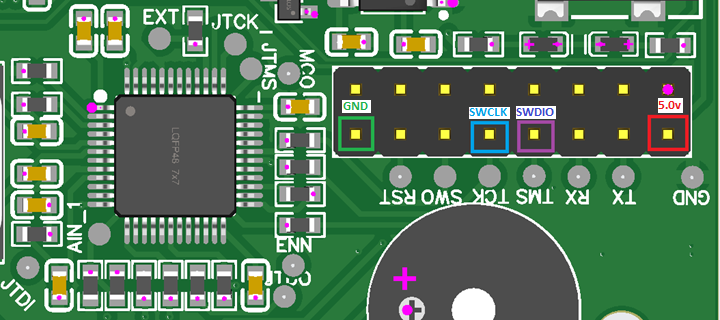 EXT
JTCK
JTMS
MCO
GND
SWCLK
SWDIO
5.0v
LQFP48 7x7
RST
SWO
TCK
TMS
RX
TX
GND
AIN_1
ENN
JTDI